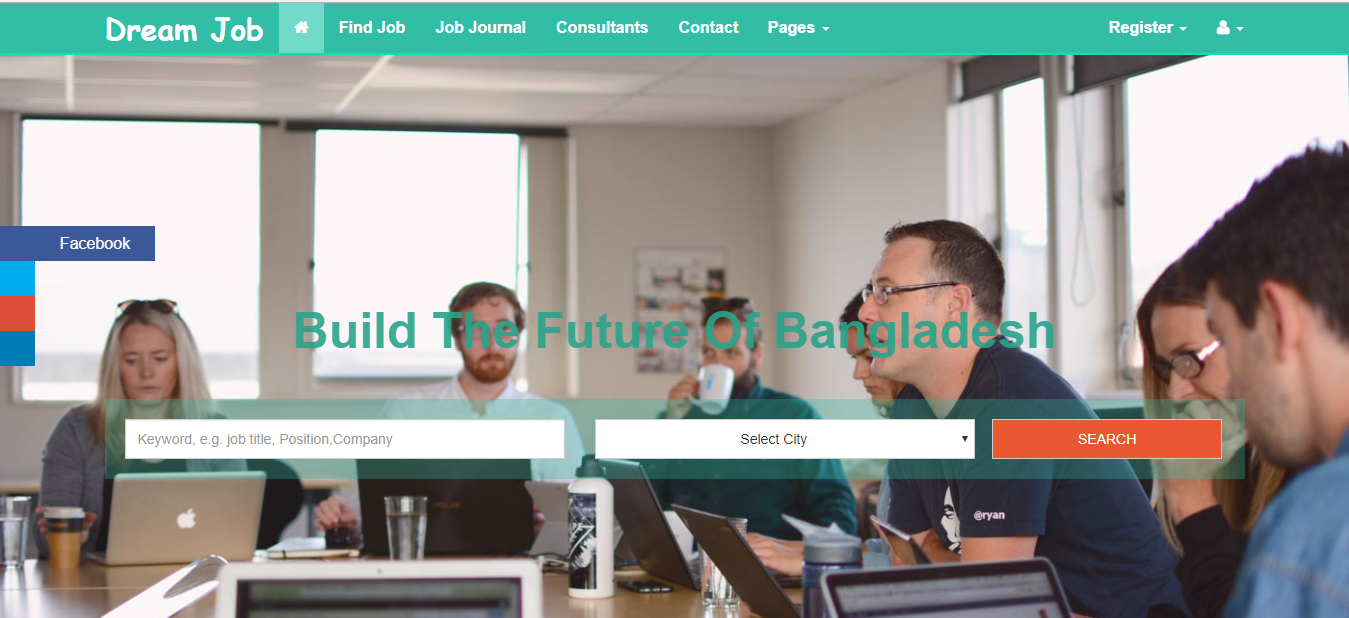 Dream Job Find Job Job Journal Consultants Contact Pages Register
Facebook
Build The Future Of Bangladesh
Keyword, e.g. job title, Position,Company Select City SEARCH
@ryan